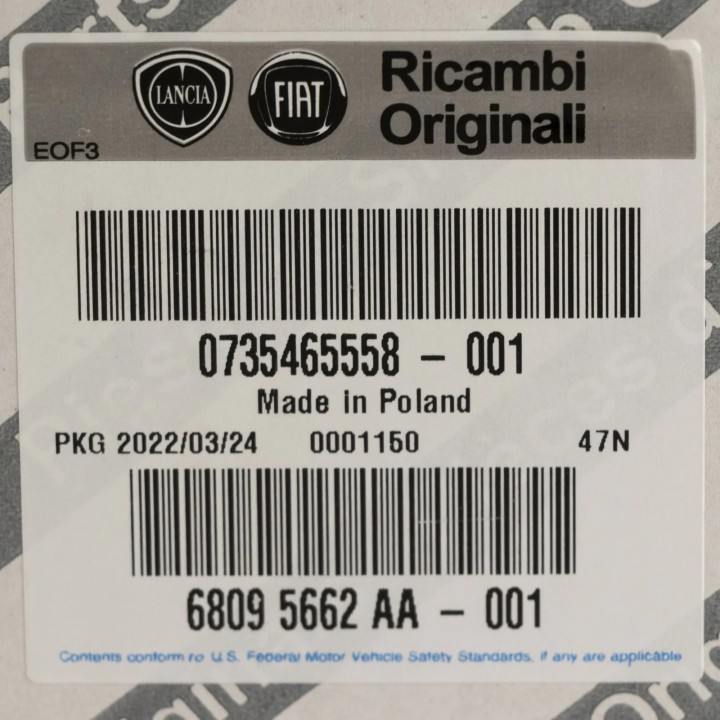 LANCIA
FIAT
Ricambi
Originali
EOF3
0735465558 - 001
Made in Poland
PKG 2022/03/24 0001150 47N
6809 5662 AA - 001
Contents conform to U.S. Federal Motor Vehicle Safety Standards, if any are applicable